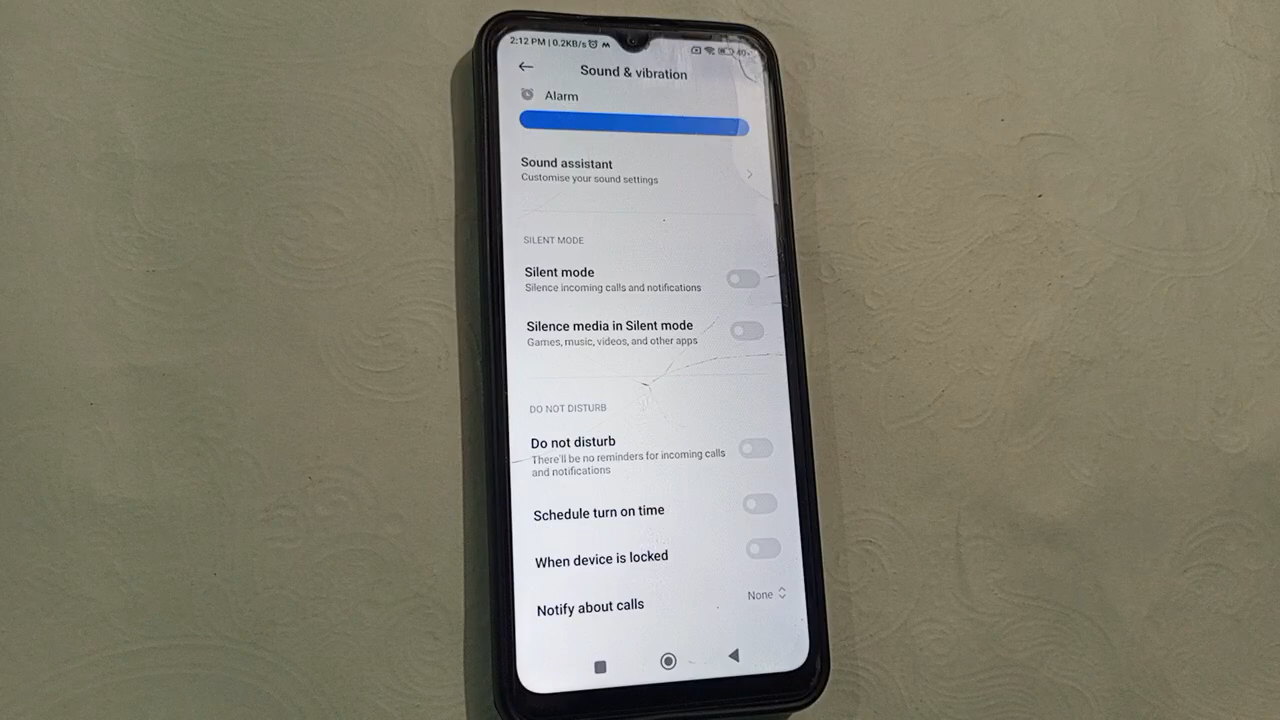 2:12 PM | 0.2KB/s
Sound & vibration
Alarm
Sound assistant
Customise your sound settings
SILENT MODE
Silent mode
Silence incoming calls and notifications
Silence media in Silent mode
Games, music, videos, and other apps
DO NOT DISTURB
Do not disturb
There'll be no reminders for incoming calls
and notifications
Schedule turn on time
When device is locked
Notify about calls
None